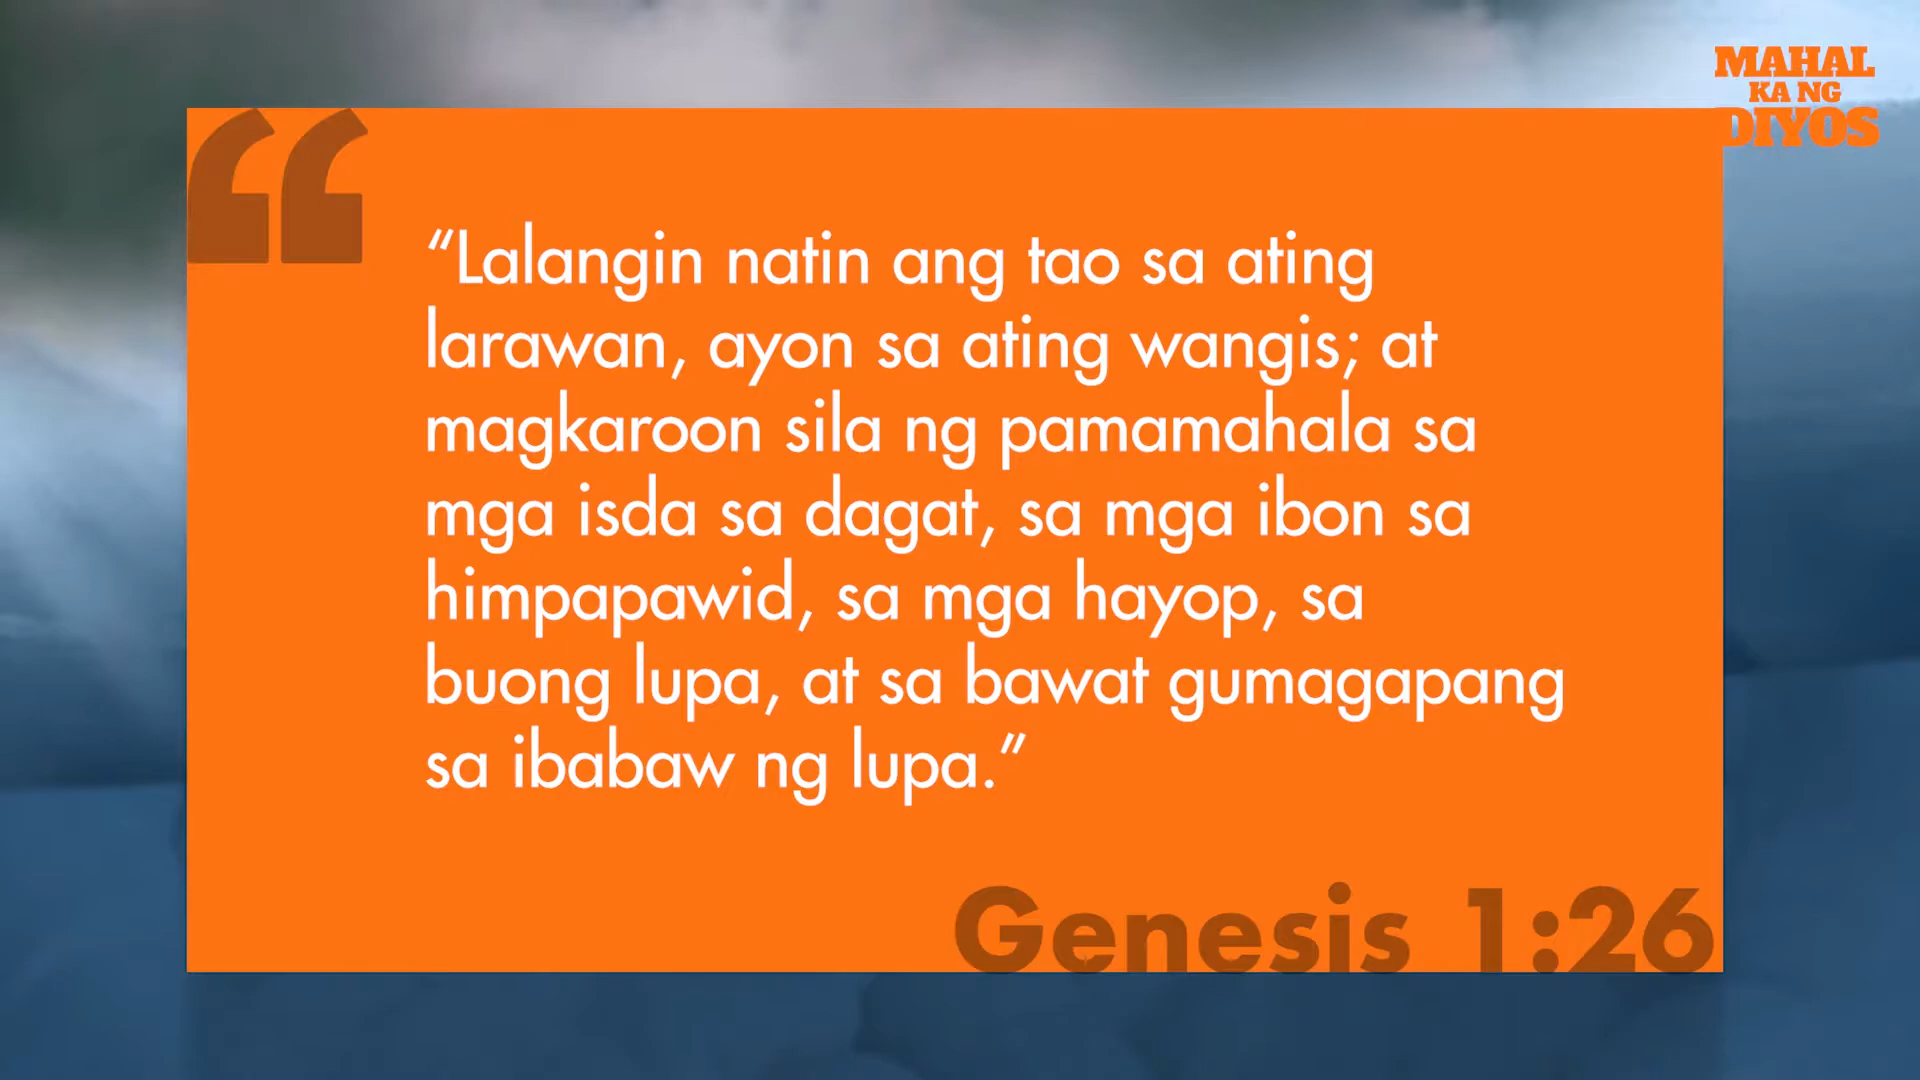 MAHAL
KA NG
DIYOS
“Lalangin natin ang tao sa ating
larawan, ayon sa ating wangis; at
magkaroon sila ng pamamahala sa
mga isda sa dagat, sa mga ibon sa
himpapawid, sa mga hayop, sa
buong lupa, at sa bawat gumagapang
sa ibabaw ng lupa.”
Genesis 1:26